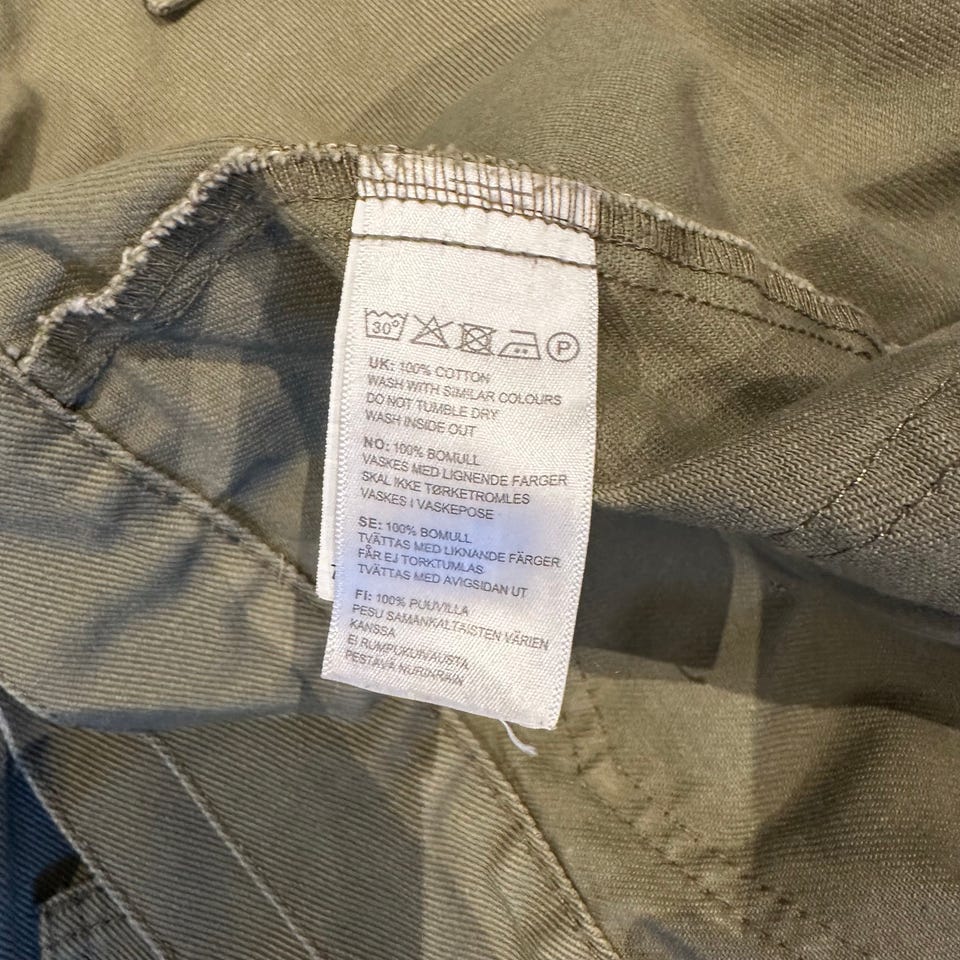 30°
P
UK: 100% COTTON
WASH WITH SIMILAR COLOURS
DO NOT TUMBLE DRY
WASH INSIDE OUT
NO: 100% BOMULL
VASKES MED LIGNENDE FARGER
SKAL IKKE TØRKETROMLES
VASKES I VASKEPOSE
SE: 100% BOMULL
TVÄTTAS MED LIKNANDE FÄRGER
FÅR EJ TORKTUMLAS
TVÄTTAS MED AVIGSIDAN UT
FI: 100% PUUVILLA
PESU SAMANKALTAISTEN VÄRIEN
KANSSA
EI RUMPUKUIVAUSTA
PESTÄVÄ NURINPÄIN